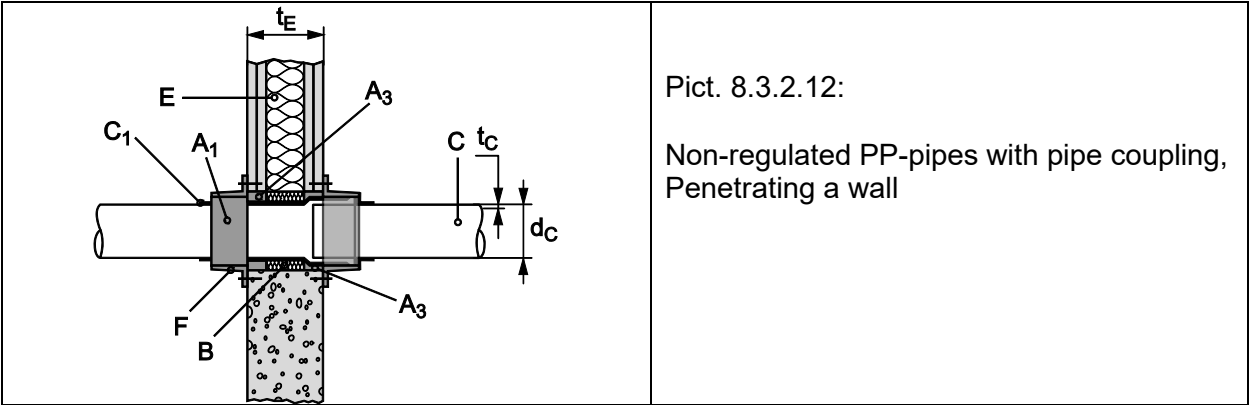 tE
E
A3
C1
A1
C
tC
dC
F
B
A3
Pict. 8.3.2.12:
Non-regulated PP-pipes with pipe coupling,
Penetrating a wall